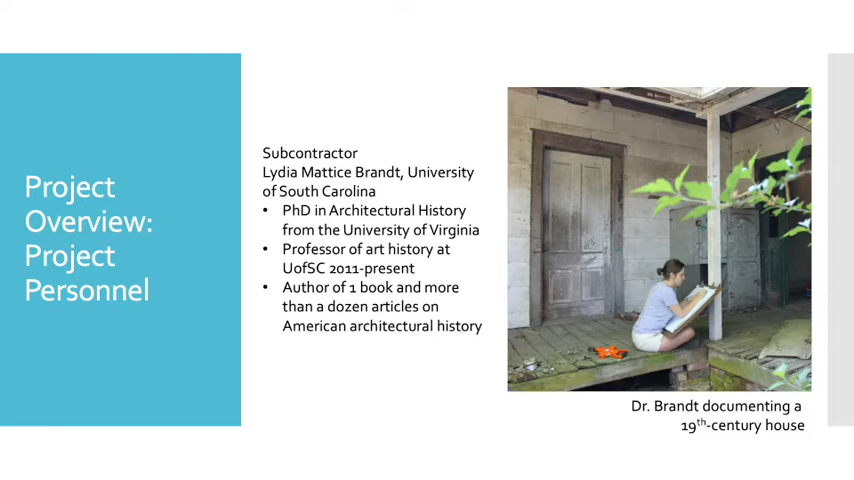 Project
Overview:
Project
Personnel
Subcontractor
Lydia Mattice Brandt, University
of South Carolina
• PhD in Architectural History
from the University of Virginia
• Professor of art history at
UofSC 2011-present
• Author of 1 book and more
than a dozen articles on
American architectural history
Dr. Brandt documenting a
19th-century house